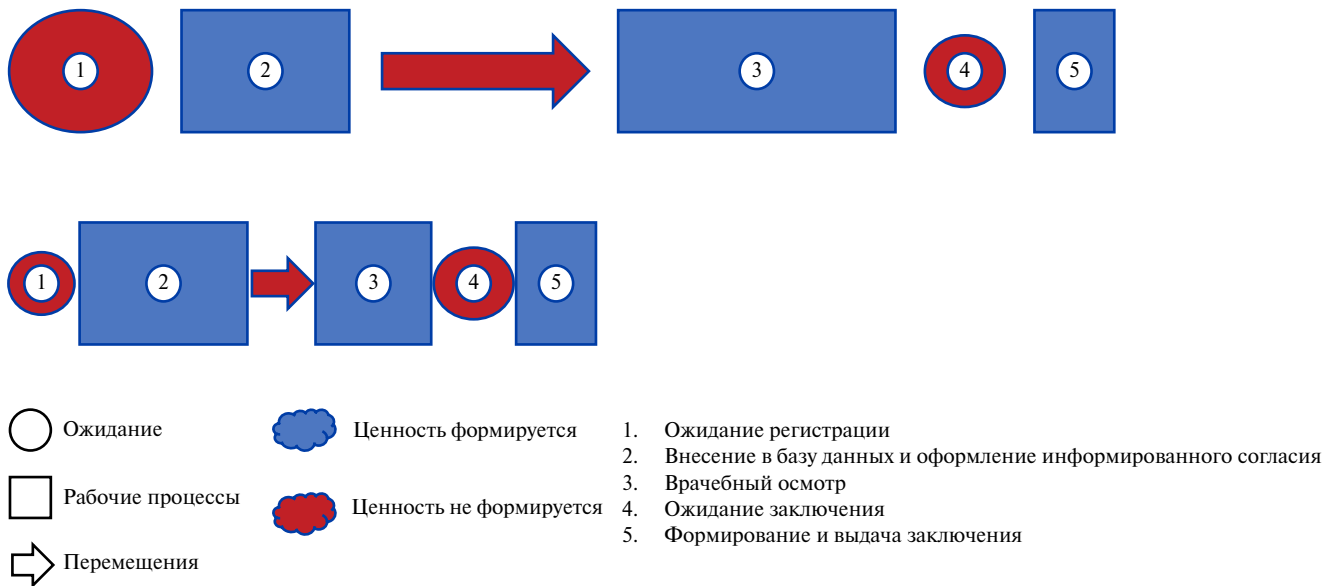 1 2 3 4 5
1 2 3 4 5
Ожидание
Рабочие процессы
Перемещения
Ценность формируется
Ценность не формируется
1. Ожидание регистрации
2. Внесение в базу данных и оформление информированного согласия
3. Врачебный осмотр
4. Ожидание заключения
5. Формирование и выдача заключения